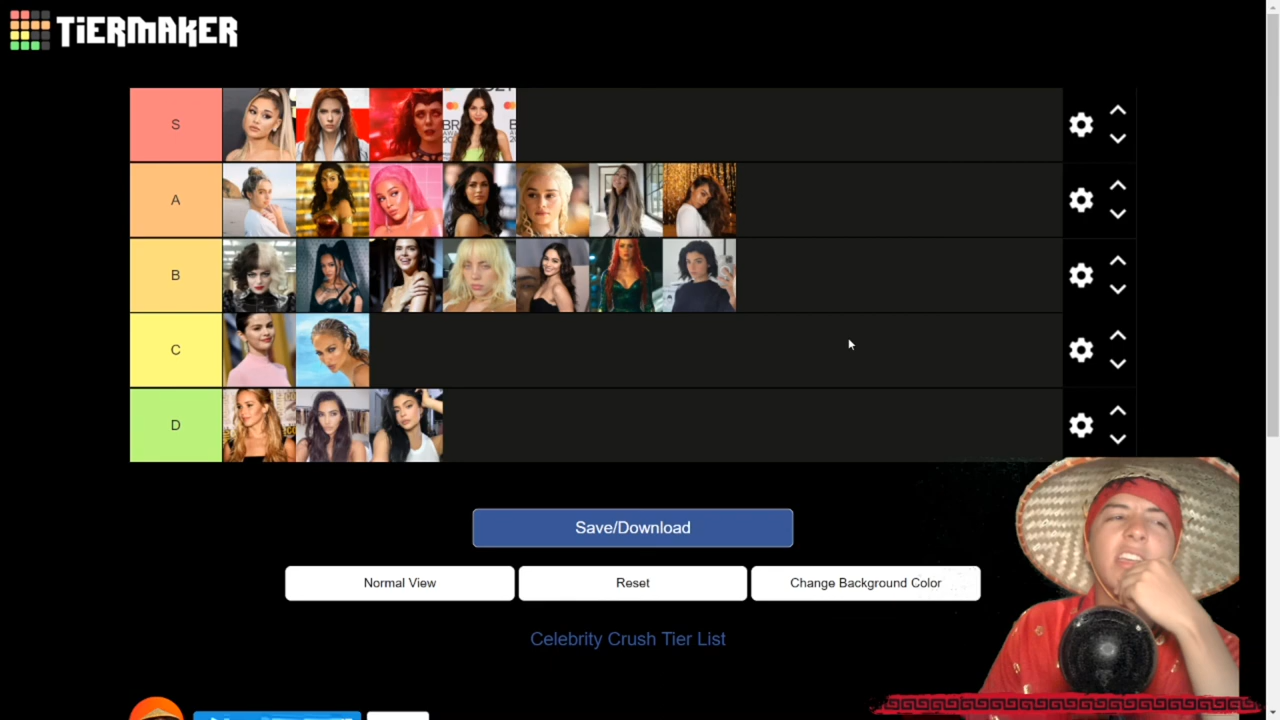 TiERMAKER
S
A
B
C
D
Save/Download
Normal View
Reset
Change Background Color
Celebrity Crush Tier List